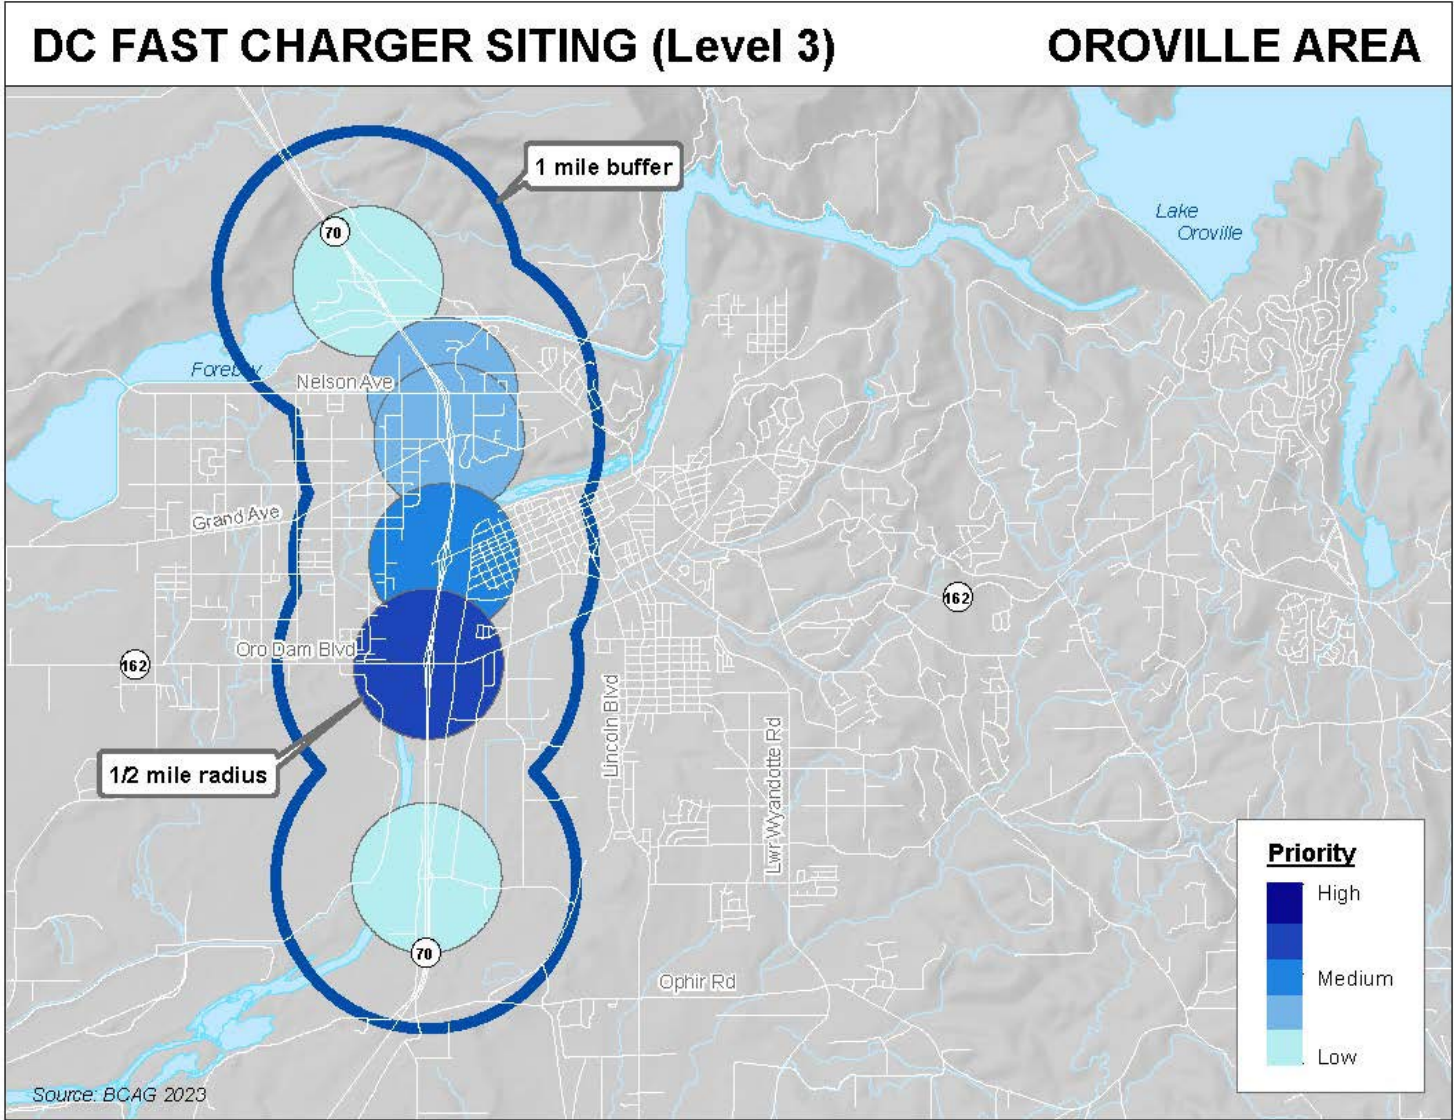 DC FAST CHARGER SITING (Level 3)
OROVILLE AREA
1 mile buffer
70
Lake
Oroville
Forebay
Nelson Ave
Grand Ave
162
Oro Dam Blvd
162
Lincoln Blvd
Lwr Wyandotte Rd
1/2 mile radius
70
Ophir Rd
Priority
High
Medium
Low
Source: BCAG 2023